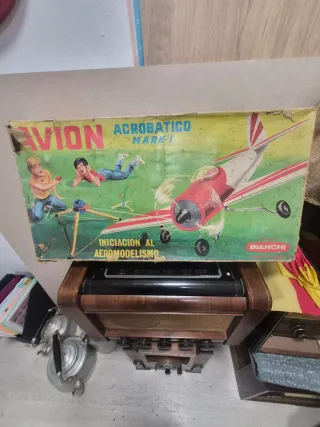 AVION
ACROBATICO
MARK-I
INICIACION AL
AEROMODELISMO
BIANCHI